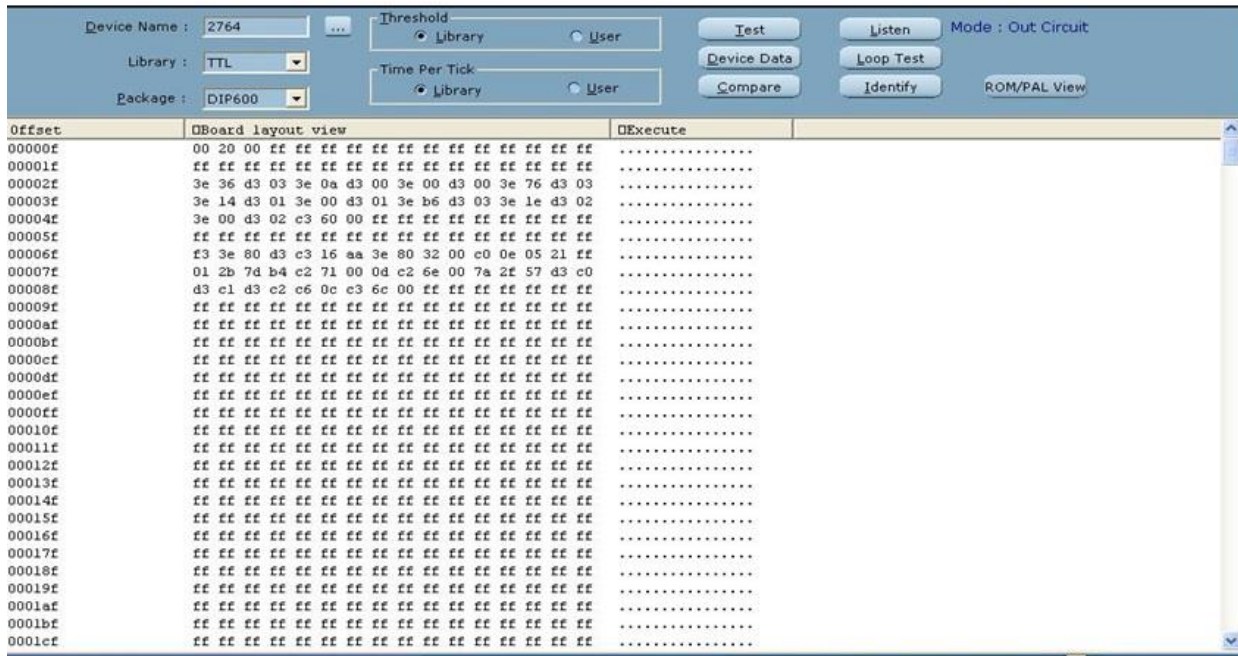 Device Name : 2764 ...
Threshold
Library User
Test
Listen
Mode : Out Circuit
Library : TTL
Device Data
Loop Test
Time Per Tick
Library User
Package : DIP600
Compare
Identify
ROM/PAL View
Offset Board layout view Execute
00000f 00 20 00 ff ff ff ff ff ff ff ff ff ff ff ff ff ................
00001f ff ff ff ff ff ff ff ff ff ff ff ff ff ff ff ff ................
00002f 3e 36 d3 03 3e 0a d3 00 3e 00 d3 00 3e 76 d3 03 ................
00003f 3e 14 d3 01 3e 00 d3 01 3e b6 d3 03 3e 1e d3 02 ................
00004f 3e 00 d3 02 c3 60 00 ff ff ff ff ff ff ff ff ff ................
00005f ff ff ff ff ff ff ff ff ff ff ff ff ff ff ff ff ................
00006f f3 3e 80 d3 c3 16 aa 3e 80 32 00 c0 0e 05 21 ff ................
00007f 01 2b 7d b4 c2 71 00 0d c2 6e 00 7a 2f 57 d3 c0 ................
00008f d3 c1 d3 c2 c6 0c c3 6c 00 ff ff ff ff ff ff ff ................
00009f ff ff ff ff ff ff ff ff ff ff ff ff ff ff ff ff ................
0000af ff ff ff ff ff ff ff ff ff ff ff ff ff ff ff ff ................
0000bf ff ff ff ff ff ff ff ff ff ff ff ff ff ff ff ff ................
0000cf ff ff ff ff ff ff ff ff ff ff ff ff ff ff ff ff ................
0000df ff ff ff ff ff ff ff ff ff ff ff ff ff ff ff ff ................
0000ef ff ff ff ff ff ff ff ff ff ff ff ff ff ff ff ff ................
0000ff ff ff ff ff ff ff ff ff ff ff ff ff ff ff ff ff ................
00010f ff ff ff ff ff ff ff ff ff ff ff ff ff ff ff ff ................
00011f ff ff ff ff ff ff ff ff ff ff ff ff ff ff ff ff ................
00012f ff ff ff ff ff ff ff ff ff ff ff ff ff ff ff ff ................
00013f ff ff ff ff ff ff ff ff ff ff ff ff ff ff ff ff ................
00014f ff ff ff ff ff ff ff ff ff ff ff ff ff ff ff ff ................
00015f ff ff ff ff ff ff ff ff ff ff ff ff ff ff ff ff ................
00016f ff ff ff ff ff ff ff ff ff ff ff ff ff ff ff ff ................
00017f ff ff ff ff ff ff ff ff ff ff ff ff ff ff ff ff ................
00018f ff ff ff ff ff ff ff ff ff ff ff ff ff ff ff ff ................
00019f ff ff ff ff ff ff ff ff ff ff ff ff ff ff ff ff ................
0001af ff ff ff ff ff ff ff ff ff ff ff ff ff ff ff ff ................
0001bf ff ff ff ff ff ff ff ff ff ff ff ff ff ff ff ff ................
0001cf ff ff ff ff ff ff ff ff ff ff ff ff ff ff ff ff ................